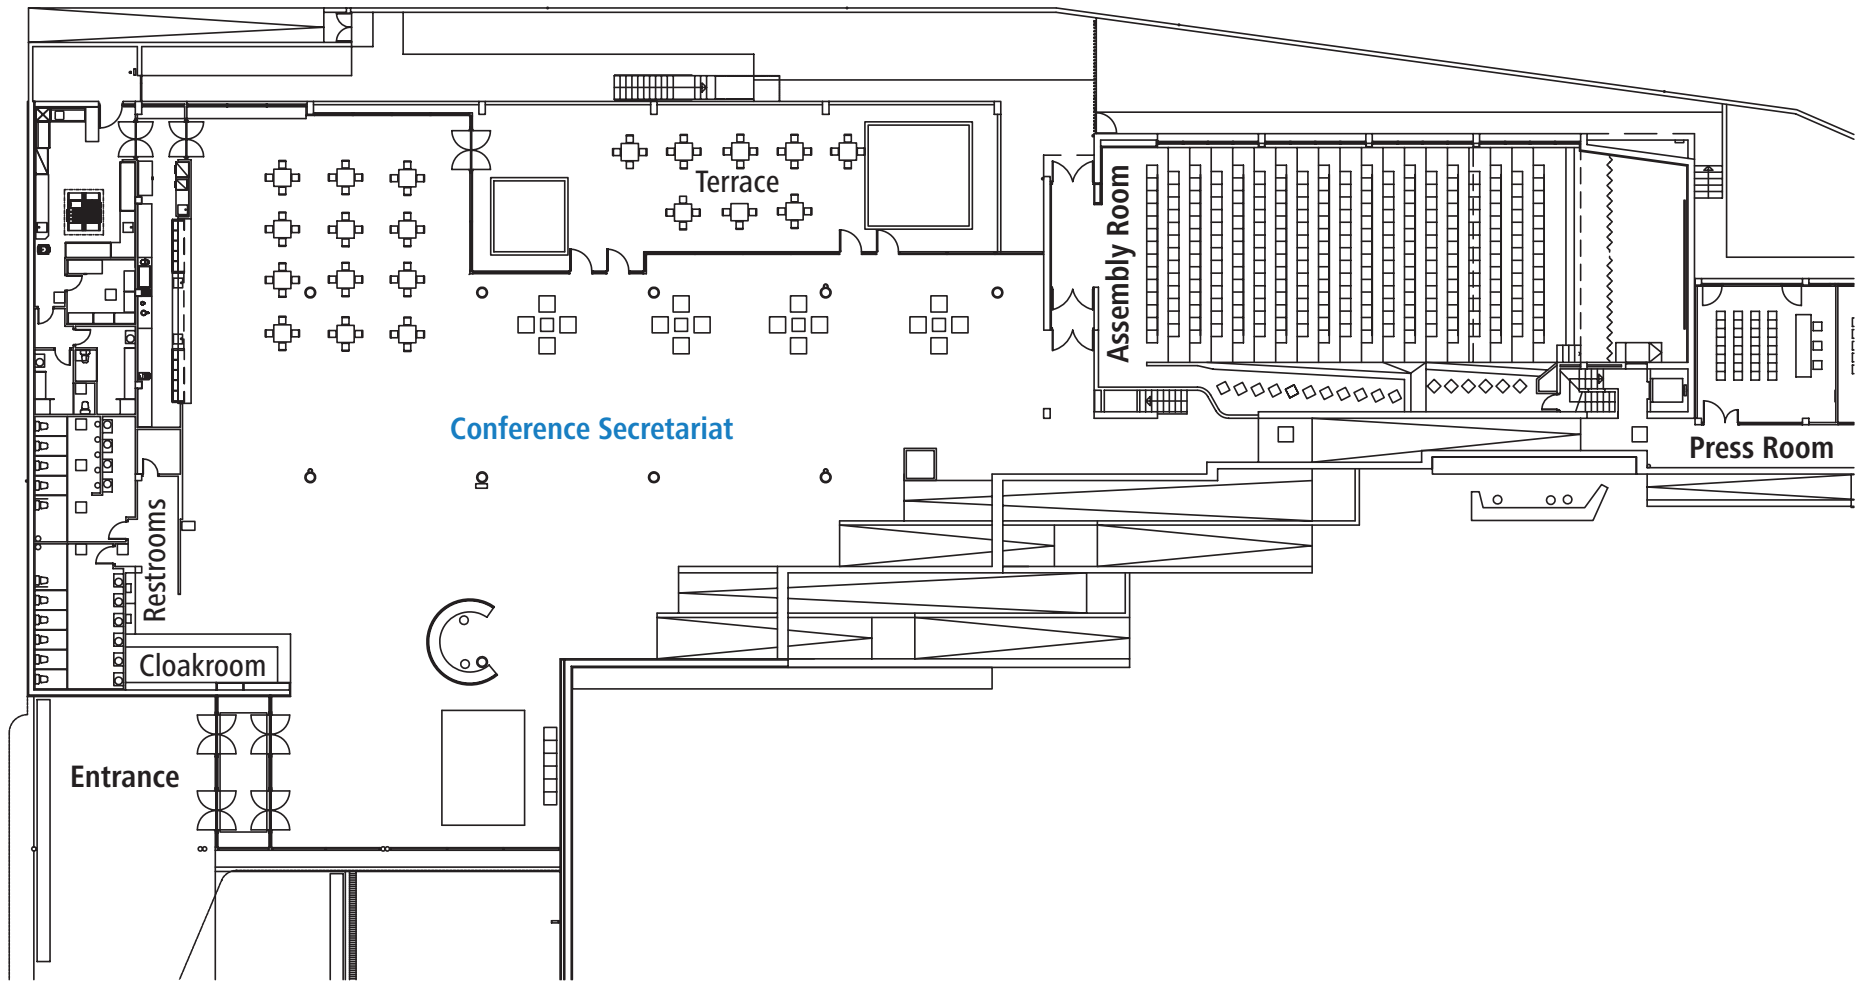 Terrace
Assembly Room
Conference Secretariat
Press Room
Restrooms
Cloakroom
Entrance